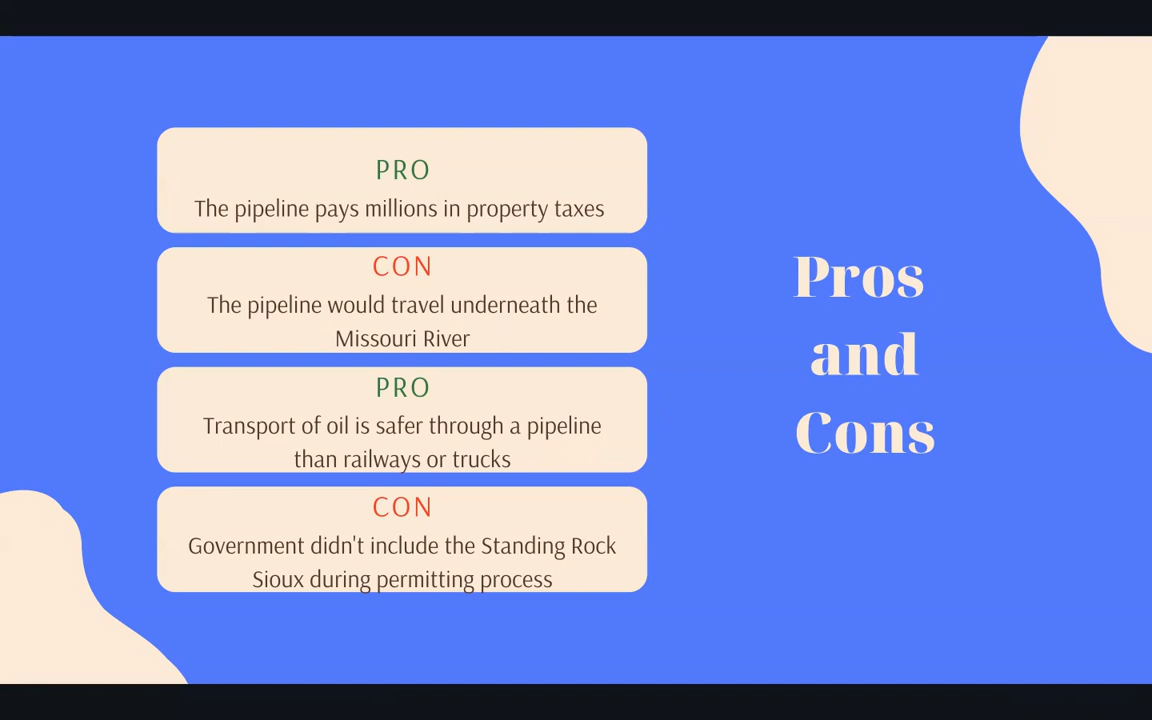 PRO
The pipeline pays millions in property taxes
CON
The pipeline would travel underneath the
Missouri River
PRO
Transport of oil is safer through a pipeline
than railways or trucks
CON
Government didn't include the Standing Rock
Sioux during permitting process
Pros
and
Cons